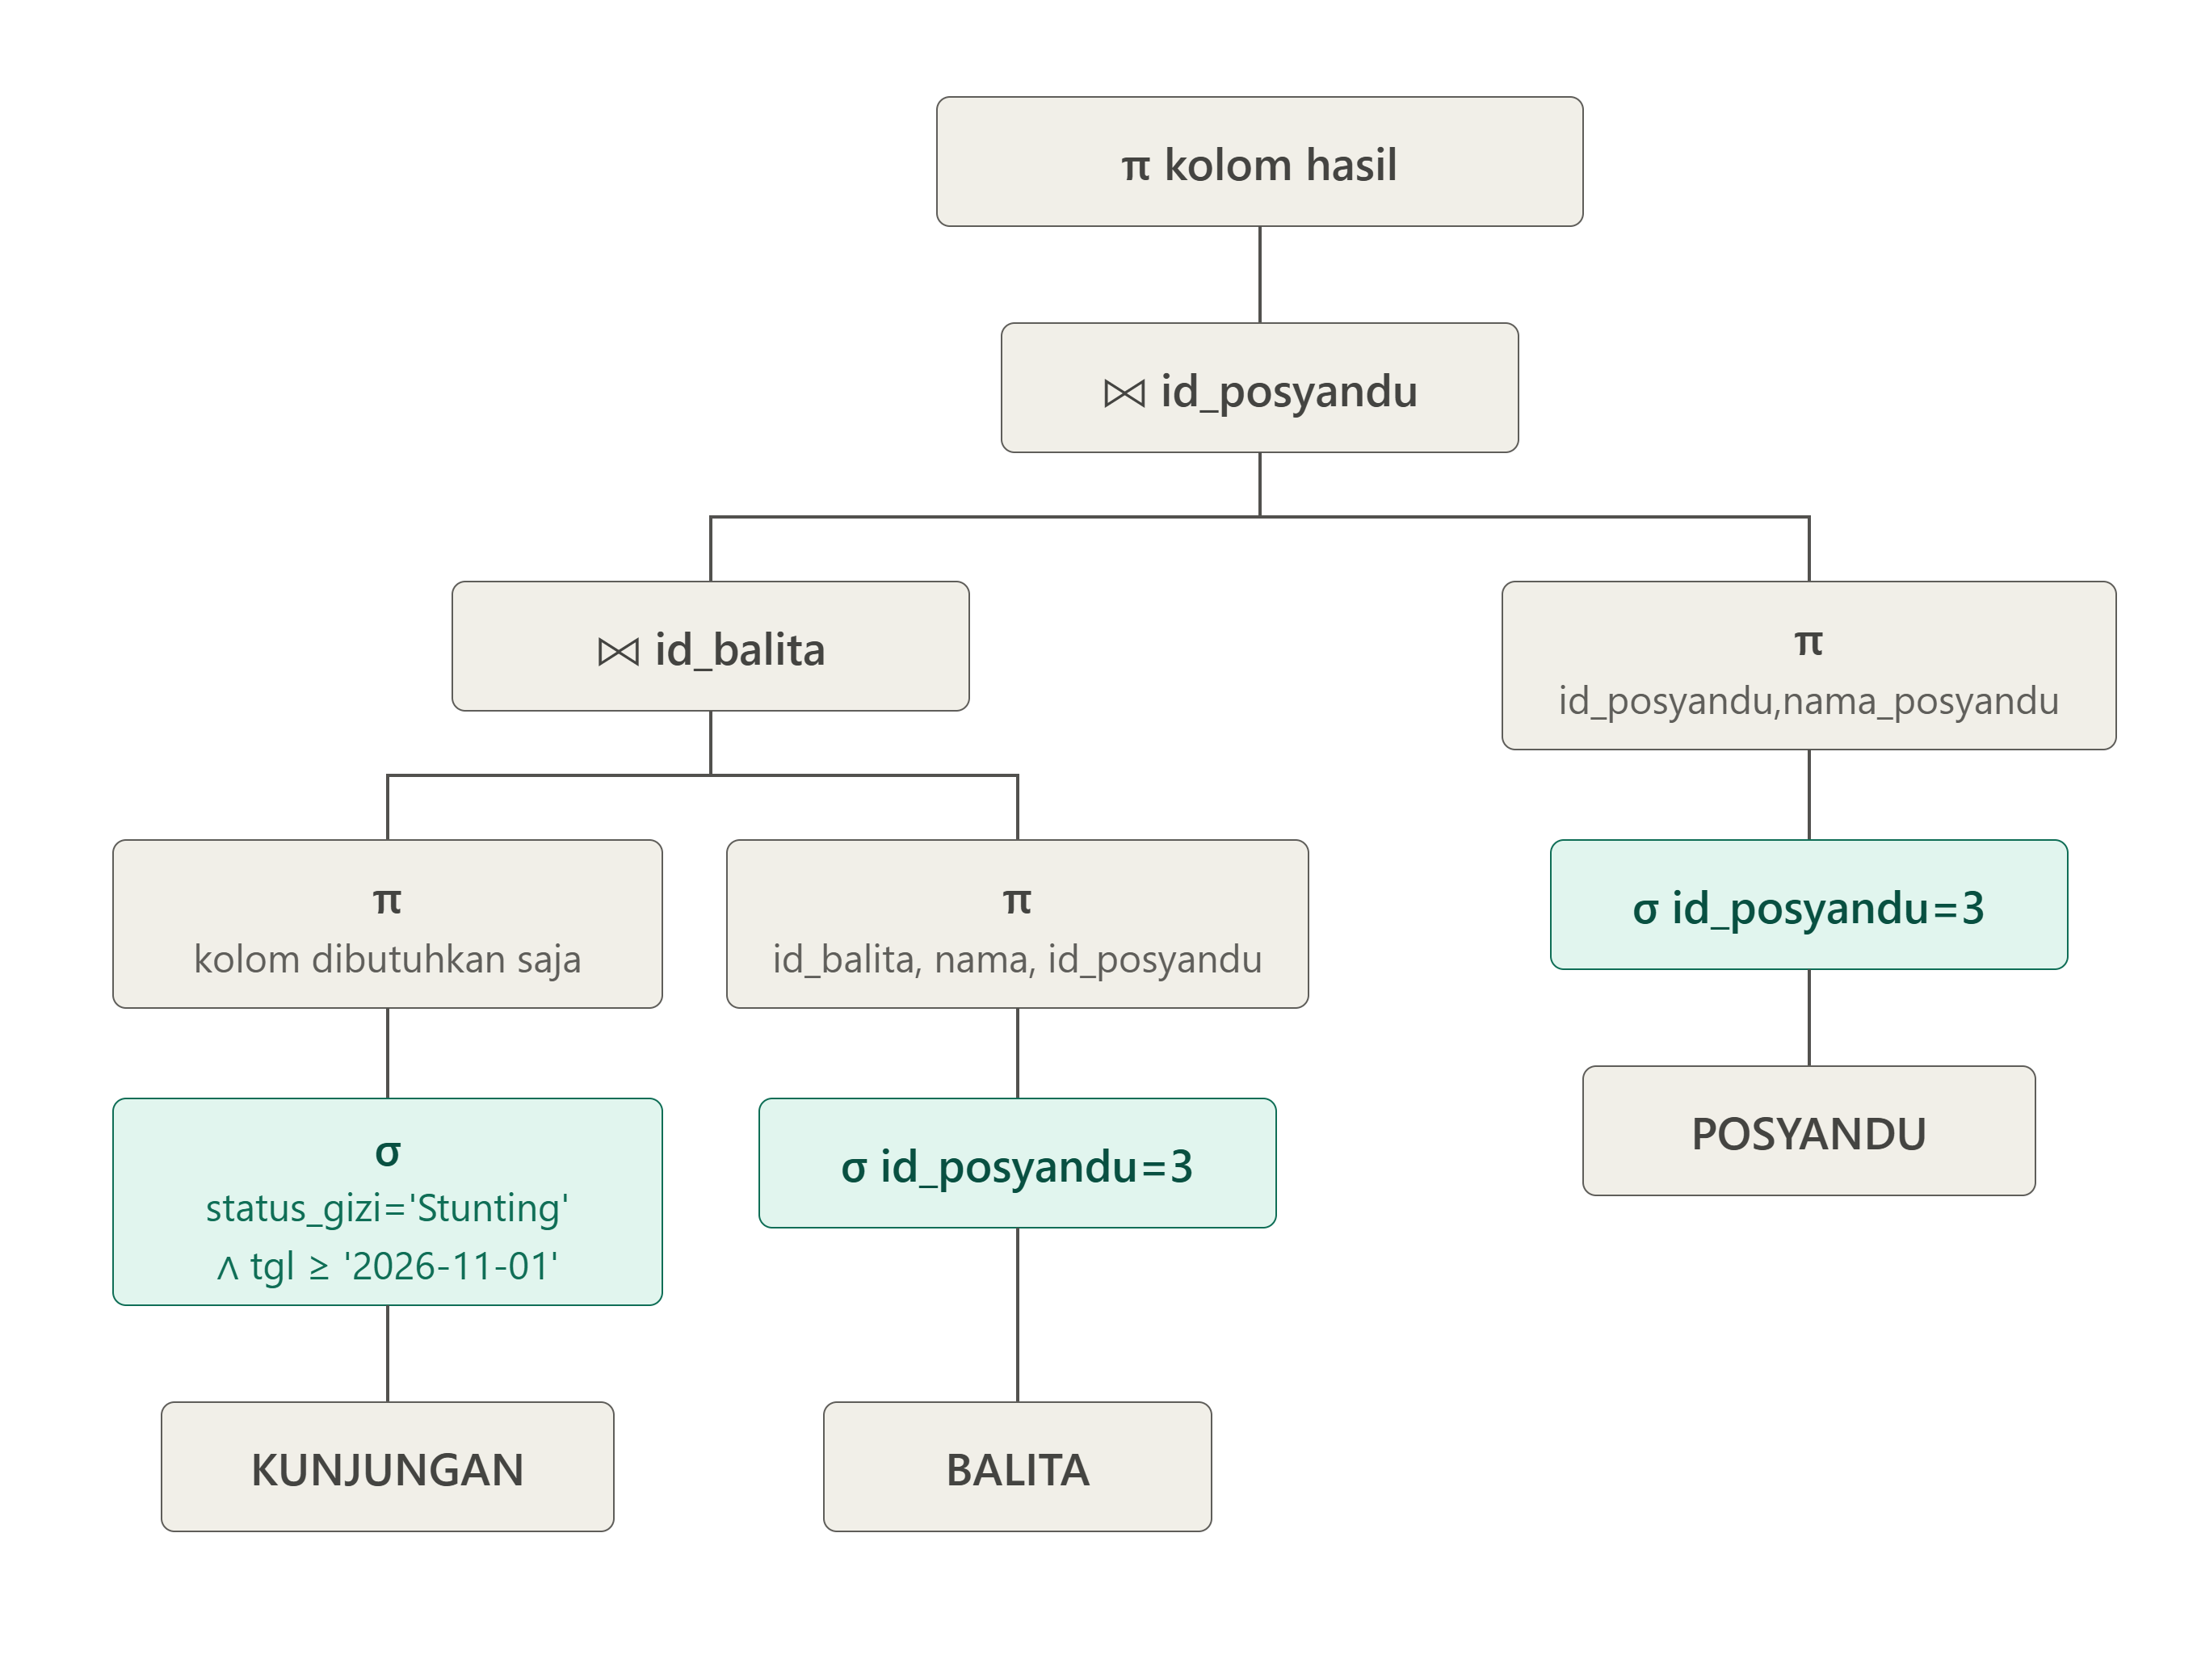 π kolom hasil
⋈ id_posyandu
⋈ id_balita
π
id_posyandu,nama_posyandu
π
kolom dibutuhkan saja
π
id_balita, nama, id_posyandu
σ id_posyandu=3
σ
status_gizi='Stunting'
∧ tgl ≥ '2026-11-01'
σ id_posyandu=3
POSYANDU
KUNJUNGAN
BALITA